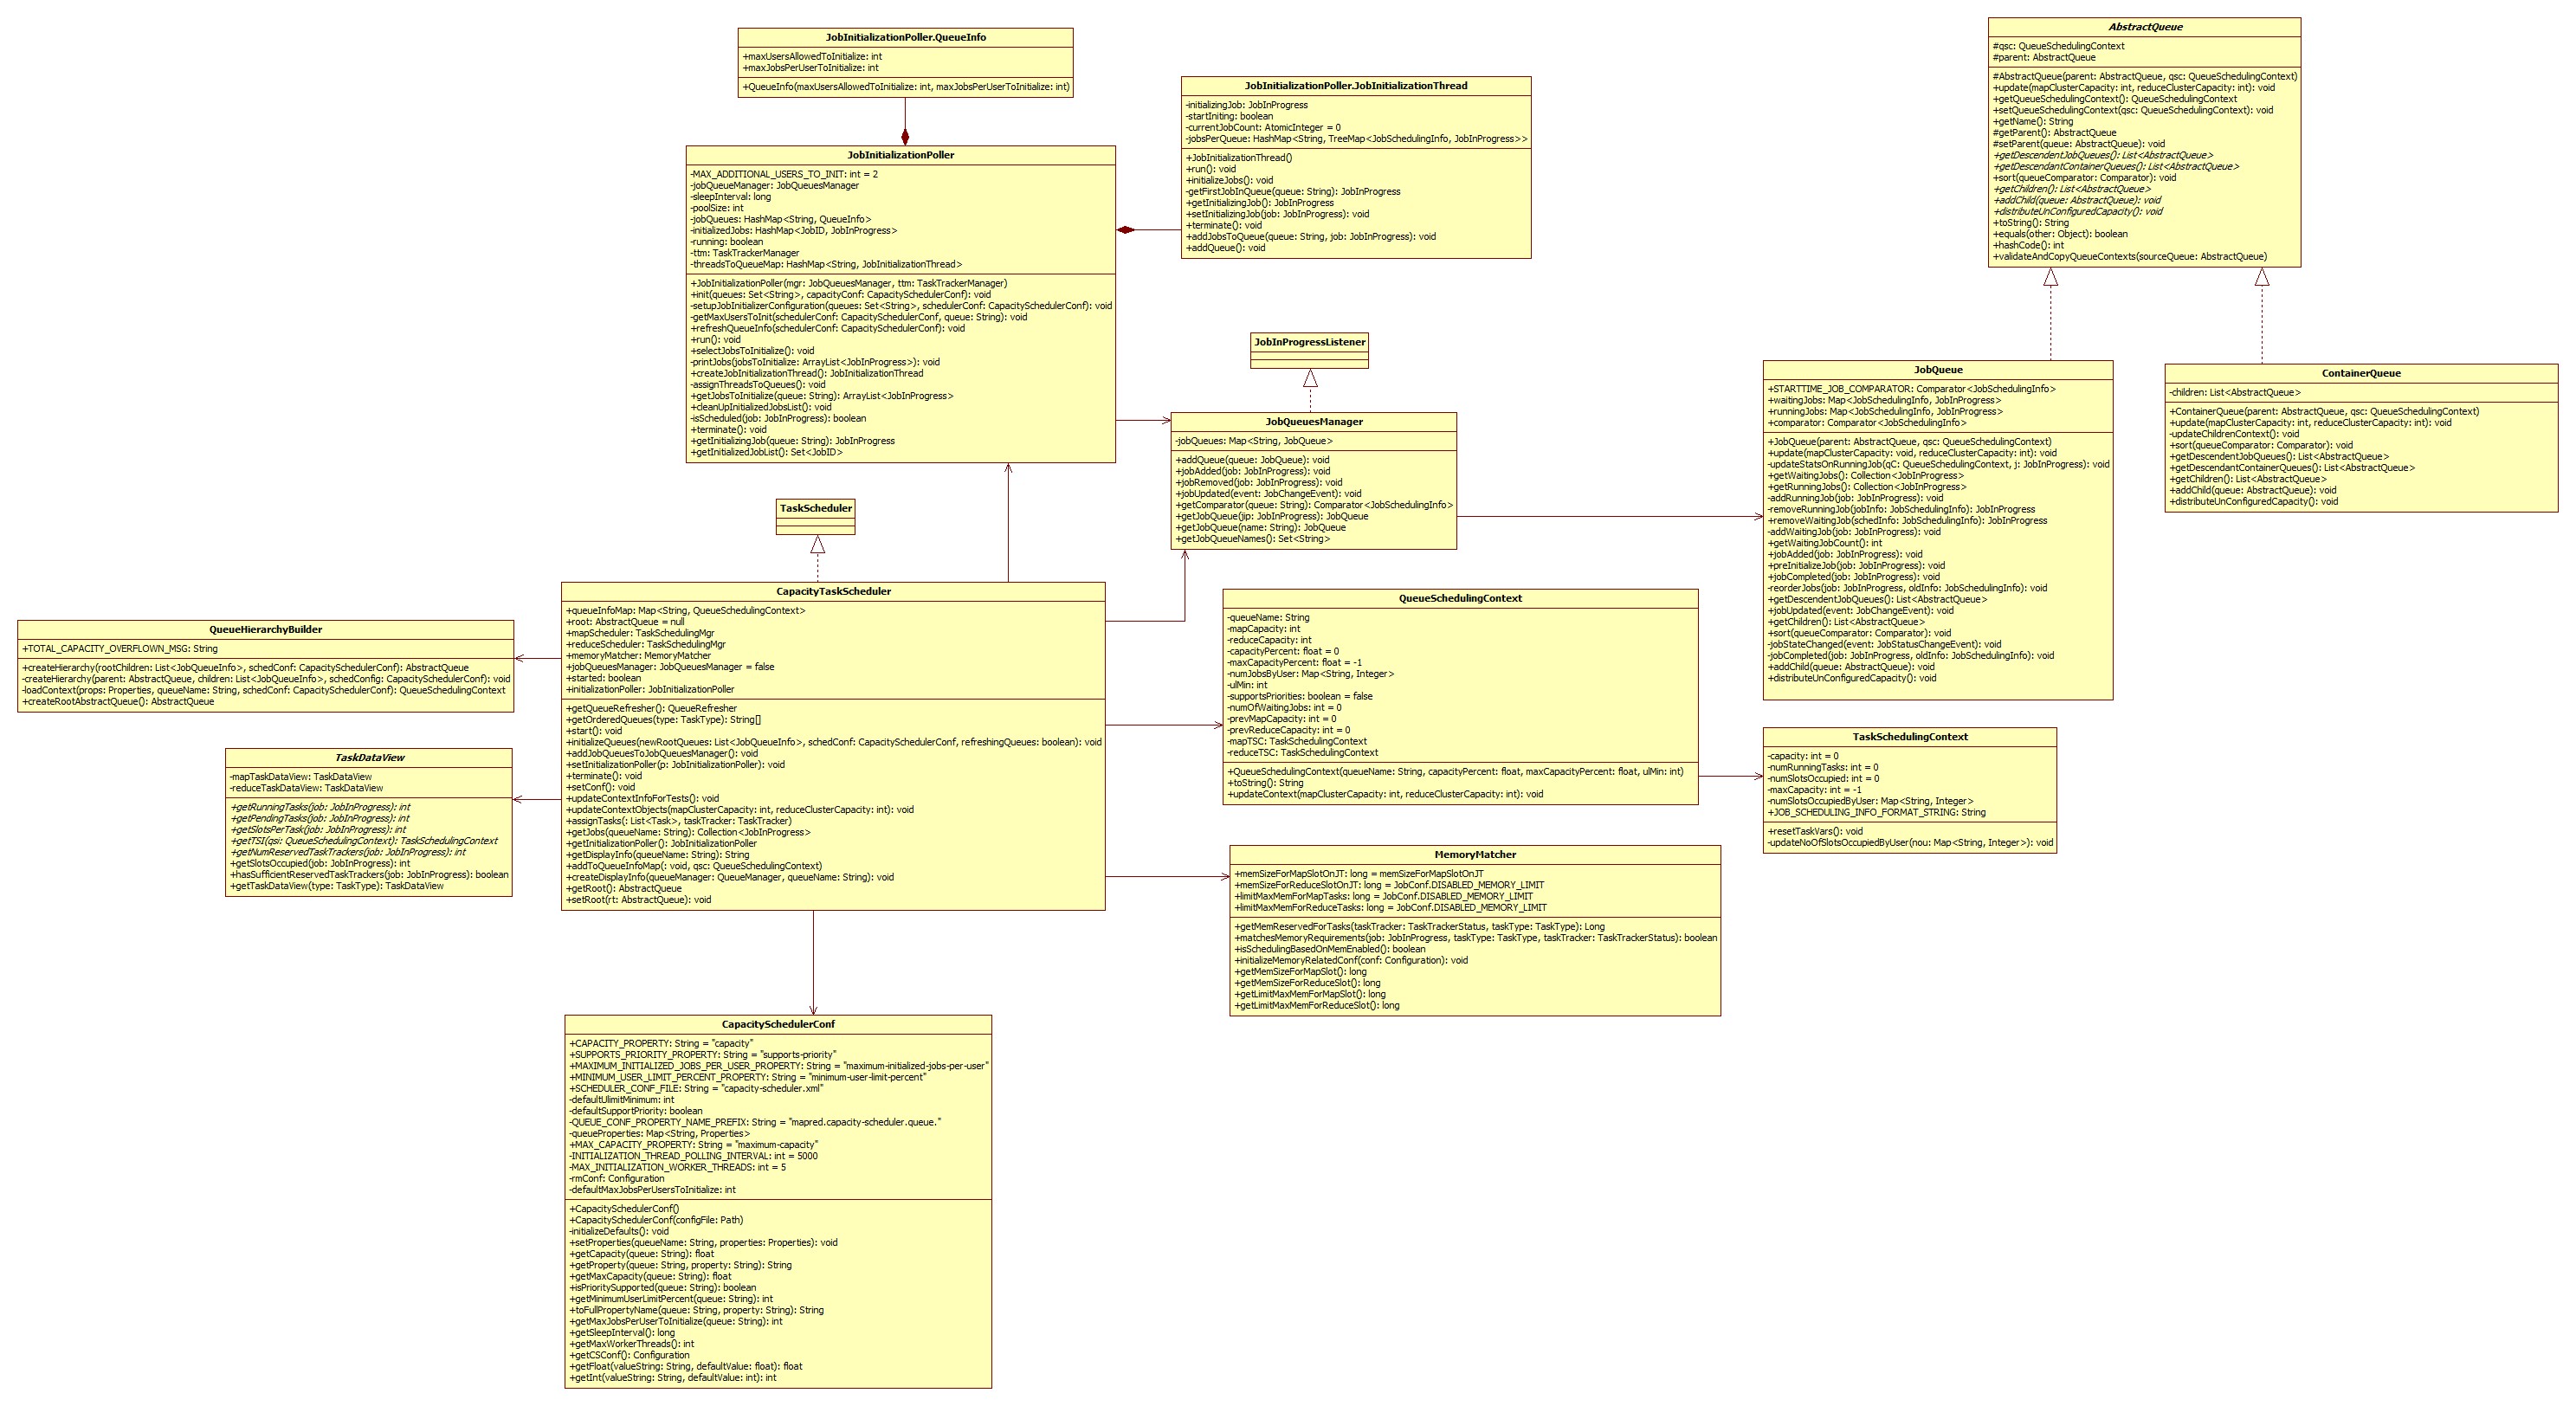 JobInitializationPoller.QueueInfo
+maxUsersAllowedToInitialize: int
+maxJobsPerUserToInitialize: int
+QueueInfo(maxUsersAllowedToInitialize: int, maxJobsPerUserToInitialize: int)
JobInitializationPoller.JobInitializationThread
-initializingJob: JobInProgress
-startIniting: boolean
-currentJobCount: AtomicInteger = 0
-jobsPerQueue: HashMap<String, TreeMap<JobSchedulingInfo, JobInProgress>>
+JobInitializationThread()
+run(): void
+initializeJobs(): void
-getFirstJobInQueue(queue: String): JobInProgress
+getInitializingJob(): JobInProgress
+setInitializingJob(job: JobInProgress): void
+terminate(): void
+addJobsToQueue(queue: String, job: JobInProgress): void
+addQueue(): void
AbstractQueue
#qsc: QueueSchedulingContext
#parent: AbstractQueue
#AbstractQueue(parent: AbstractQueue, qsc: QueueSchedulingContext)
+update(mapClusterCapacity: int, reduceClusterCapacity: int): void
+getQueueSchedulingContext(): QueueSchedulingContext
+setQueueSchedulingContext(qsc: QueueSchedulingContext): void
+getName(): String
#getParent(): AbstractQueue
#setParent(queue: AbstractQueue): void
+getDescendentJobQueues(): List<AbstractQueue>
+getDescendantContainerQueues(): List<AbstractQueue>
+sort(queueComparator: Comparator): void
+getChildren(): List<AbstractQueue>
+addChild(queue: AbstractQueue): void
+distributeUnConfiguredCapacity(): void
+toString(): String
+equals(other: Object): boolean
+hashCode(): int
+validateAndCopyQueueContexts(sourceQueue: AbstractQueue)
JobInitializationPoller
-MAX_ADDITIONAL_USERS_TO_INIT: int = 2
-jobQueueManager: JobQueuesManager
-sleepInterval: long
-poolSize: int
-jobQueues: HashMap<String, QueueInfo>
-initializedJobs: HashMap<JobID, JobInProgress>
-running: boolean
-ttm: TaskTrackerManager
-threadsToQueueMap: HashMap<String, JobInitializationThread>
+JobInitializationPoller(mgr: JobQueuesManager, ttm: TaskTrackerManager)
+init(queues: Set<String>, capacityConf: CapacitySchedulerConf): void
-setupJobInitializerConfiguration(queues: Set<String>, schedulerConf: CapacitySchedulerConf): void
-getMaxUsersToInit(schedulerConf: CapacitySchedulerConf, queue: String): void
+refreshQueueInfo(schedulerConf: CapacitySchedulerConf): void
+run(): void
+selectJobsToInitialize(): void
-printJobs(jobsToInitialize: ArrayList<JobInProgress>): void
+createJobInitializationThread(): JobInitializationThread
-assignThreadsToQueues(): void
+getJobsToInitialize(queue: String): ArrayList<JobInProgress>
+cleanUpInitializedJobsList(): void
-isScheduled(job: JobInProgress): boolean
+terminate(): void
+getInitializingJob(queue: String): JobInProgress
+getInitializedJobList(): Set<JobID>
JobInProgressListener
JobQueuesManager
-jobQueues: Map<String, JobQueue>
+addQueue(queue: JobQueue): void
+jobAdded(job: JobInProgress): void
+jobRemoved(job: JobInProgress): void
+jobUpdated(event: JobChangeEvent): void
+getComparator(queue: String): Comparator<JobSchedulingInfo>
+getJobQueue(jip: JobInProgress): JobQueue
+getJobQueue(name: String): JobQueue
+getJobQueueNames(): Set<String>
JobQueue
+STARTTIME_JOB_COMPARATOR: Comparator<JobSchedulingInfo>
+waitingJobs: Map<JobSchedulingInfo, JobInProgress>
+runningJobs: Map<JobSchedulingInfo, JobInProgress>
+comparator: Comparator<JobSchedulingInfo>
+JobQueue(parent: AbstractQueue, qsc: QueueSchedulingContext)
+update(mapClusterCapacity: void, reduceClusterCapacity: int): void
-updateStatsOnRunningJob(qC: QueueSchedulingContext, j: JobInProgress): void
+getWaitingJobs(): Collection<JobInProgress>
+getRunningJobs(): Collection<JobInProgress>
-addRunningJob(job: JobInProgress): void
-removeRunningJob(jobInfo: JobSchedulingInfo): JobInProgress
+removeWaitingJob(schedInfo: JobSchedulingInfo): JobInProgress
-addWaitingJob(job: JobInProgress): void
+getWaitingJobCount(): int
+jobAdded(job: JobInProgress): void
+preInitializeJob(job: JobInProgress): void
+jobCompleted(job: JobInProgress): void
-reorderJobs(job: JobInProgress, oldInfo: JobSchedulingInfo): void
+getDescendentJobQueues(): List<AbstractQueue>
+jobUpdated(event: JobChangeEvent): void
+getChildren(): List<AbstractQueue>
+sort(queueComparator: Comparator): void
-jobStateChanged(event: JobStatusChangeEvent): void
-jobCompleted(job: JobInProgress, oldInfo: JobSchedulingInfo): void
+addChild(queue: AbstractQueue): void
+distributeUnConfiguredCapacity(): void
ContainerQueue
-children: List<AbstractQueue>
+ContainerQueue(parent: AbstractQueue, qsc: QueueSchedulingContext)
+update(mapClusterCapacity: int, reduceClusterCapacity: int): void
-updateChildrenContext(): void
+sort(queueComparator: Comparator): void
+getDescendentJobQueues(): List<AbstractQueue>
+getDescendantContainerQueues(): List<AbstractQueue>
+getChildren(): List<AbstractQueue>
+addChild(queue: AbstractQueue): void
+distributeUnConfiguredCapacity(): void
TaskScheduler
CapacityTaskScheduler
+queueInfoMap: Map<String, QueueSchedulingContext>
+root: AbstractQueue = null
+mapScheduler: TaskSchedulingMgr
+reduceScheduler: TaskSchedulingMgr
+memoryMatcher: MemoryMatcher
+jobQueuesManager: JobQueuesManager = false
+started: boolean
+initializationPoller: JobInitializationPoller
+getQueueRefresher(): QueueRefresher
+getOrderedQueues(type: TaskType): String[]
+start(): void
+initializeQueues(newRootQueues: List<JobQueueInfo>, schedConf: CapacitySchedulerConf, refreshingQueues: boolean): void
+addJobQueuesToJobQueuesManager(): void
+setInitializationPoller(p: JobInitializationPoller): void
+terminate(): void
+setConf(): void
+updateContextInfoForTests(): void
+updateContextObjects(mapClusterCapacity: int, reduceClusterCapacity: int): void
+assignTasks(: List<Task>, taskTracker: TaskTracker)
+getJobs(queueName: String): Collection<JobInProgress>
+getInitializationPoller(): JobInitializationPoller
+getDisplayInfo(queueName: String): String
+addToQueueInfoMap(: void, qsc: QueueSchedulingContext)
+createDisplayInfo(queueManager: QueueManager, queueName: String): void
+getRoot(): AbstractQueue
+setRoot(rt: AbstractQueue): void
QueueHierarchyBuilder
+TOTAL_CAPACITY_OVERFLOWN_MSG: String
+createHierarchy(rootChildren: List<JobQueueInfo>, schedConf: CapacitySchedulerConf): AbstractQueue
-createHierarchy(parent: AbstractQueue, children: List<JobQueueInfo>, schedConfig: CapacitySchedulerConf): void
-loadContext(props: Properties, queueName: String, schedConf: CapacitySchedulerConf): QueueSchedulingContext
+createRootAbstractQueue(): AbstractQueue
TaskDataView
-mapTaskDataView: TaskDataView
-reduceTaskDataView: TaskDataView
+getRunningTasks(job: JobInProgress): int
+getPendingTasks(job: JobInProgress): int
+getSlotsPerTask(job: JobInProgress): int
+getTSI(qsi: QueueSchedulingContext): TaskSchedulingContext
+getNumReservedTaskTrackers(job: JobInProgress): int
+getSlotsOccupied(job: JobInProgress): int
+hasSufficientReservedTaskTrackers(job: JobInProgress): boolean
+getTaskDataView(type: TaskType): TaskDataView
QueueSchedulingContext
-queueName: String
-mapCapacity: int
-reduceCapacity: int
-capacityPercent: float = 0
-maxCapacityPercent: float = -1
-numJobsByUser: Map<String, Integer>
-ulMin: int
-supportsPriorities: boolean = false
-numOfWaitingJobs: int = 0
-prevMapCapacity: int = 0
-prevReduceCapacity: int = 0
-mapTSC: TaskSchedulingContext
-reduceTSC: TaskSchedulingContext
+QueueSchedulingContext(queueName: String, capacityPercent: float, maxCapacityPercent: float, ulMin: int)
+toString(): String
+updateContext(mapClusterCapacity: int, reduceClusterCapacity: int): void
TaskSchedulingContext
-capacity: int = 0
-numRunningTasks: int = 0
-numSlotsOccupied: int = 0
-maxCapacity: int = -1
-numSlotsOccupiedByUser: Map<String, Integer>
+JOB_SCHEDULING_INFO_FORMAT_STRING: String
+resetTaskVars(): void
-updateNoOfSlotsOccupiedByUser(nou: Map<String, Integer>): void
MemoryMatcher
+memSizeForMapSlotOnJT: long = memSizeForMapSlotOnJT
+memSizeForReduceSlotOnJT: long = JobConf.DISABLED_MEMORY_LIMIT
+limitMaxMemForMapTasks: long = JobConf.DISABLED_MEMORY_LIMIT
+limitMaxMemForReduceTasks: long = JobConf.DISABLED_MEMORY_LIMIT
+getMemReservedForTasks(taskTracker: TaskTrackerStatus, taskType: TaskType): Long
+matchesMemoryRequirements(job: JobInProgress, taskType: TaskType, taskTracker: TaskTrackerStatus): boolean
+isSchedulingBasedOnMemEnabled(): boolean
+initializeMemoryRelatedConf(conf: Configuration): void
+getMemSizeForMapSlot(): long
+getMemSizeForReduceSlot(): long
+getLimitMaxMemForMapSlot(): long
+getLimitMaxMemForReduceSlot(): long
CapacitySchedulerConf
+CAPACITY_PROPERTY: String = "capacity"
+SUPPORTS_PRIORITY_PROPERTY: String = "supports-priority"
+MAXIMUM_INITIALIZED_JOBS_PER_USER_PROPERTY: String = "maximum-initialized-jobs-per-user"
+MINIMUM_USER_LIMIT_PERCENT_PROPERTY: String = "minimum-user-limit-percent"
+SCHEDULER_CONF_FILE: String = "capacity-scheduler.xml"
-defaultUlimitMinimum: int
-defaultSupportPriority: boolean
-QUEUE_CONF_PROPERTY_NAME_PREFIX: String = "mapred.capacity-scheduler.queue."
-queueProperties: Map<String, Properties>
+MAX_CAPACITY_PROPERTY: String = "maximum-capacity"
-INITIALIZATION_THREAD_POLLING_INTERVAL: int = 5000
-MAX_INITIALIZATION_WORKER_THREADS: int = 5
-rmConf: Configuration
-defaultMaxJobsPerUsersToInitialize: int
+CapacitySchedulerConf()
+CapacitySchedulerConf(configFile: Path)
-initializeDefaults(): void
+setProperties(queueName: String, properties: Properties): void
+getCapacity(queue: String): float
+getProperty(queue: String, property: String): String
+getMaxCapacity(queue: String): float
+isPrioritySupported(queue: String): boolean
+getMinimumUserLimitPercent(queue: String): int
+toFullPropertyName(queue: String, property: String): String
+getMaxJobsPerUserToInitialize(queue: String): int
+getSleepInterval(): long
+getMaxWorkerThreads(): int
+getCSConf(): Configuration
+getFloat(valueString: String, defaultValue: float): float
+getInt(valueString: String, defaultValue: int): int